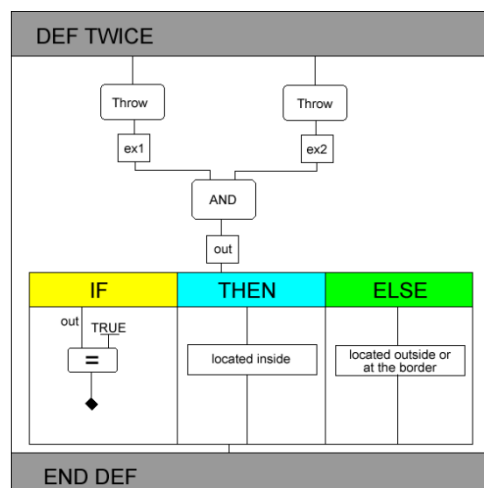 DEF TWICE
Throw
Throw
ex1
ex2
AND
out
IF
THEN
ELSE
out
TRUE
=
located inside
located outside or
at the border
END DEF